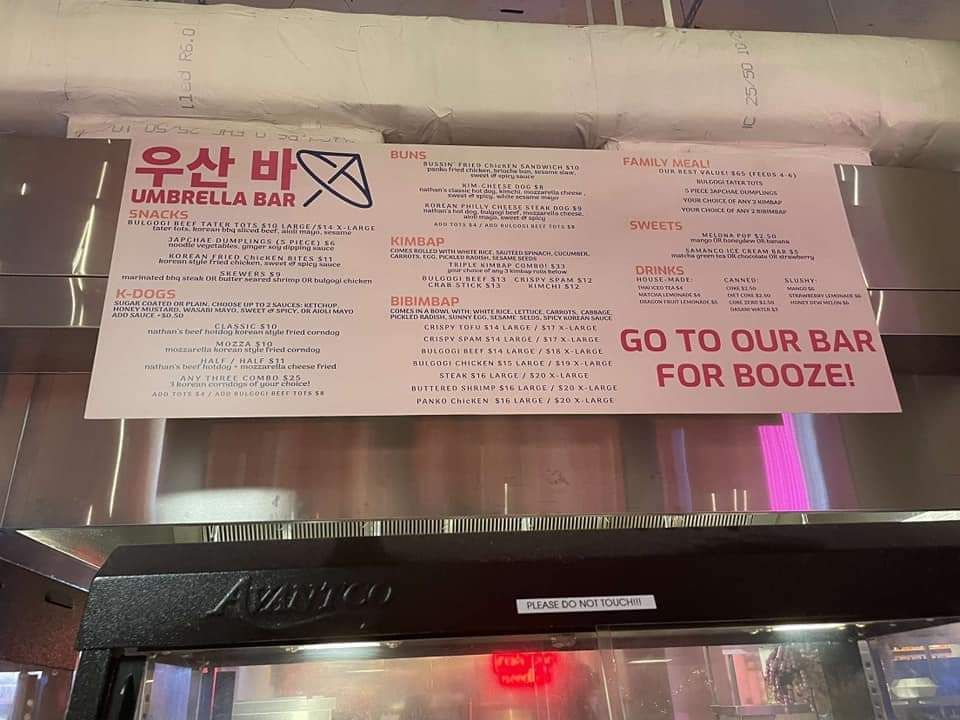 lled R6.0
IC 25/50 10/2
우산 바
UMBRELLA BAR
SNACKS
BULGOGI BEEF TATER TOTS $10 LARGE/$14 X-LARGE
tater tots, korean bbq sliced beef, aioli mayo, sesame
JAPCHAE DUMPLINGS (5 PIECE) $6
noodle vegetables, ginger soy dipping sauce
KOREAN FRIED CHICKEN BITES $11
korean style fried chicken, sweet & spicy sauce
SKEWERS $9
marinated bbq steak OR butter seared shrimp OR bulgogi chicken
K-DOGS
SUGAR COATED OR PLAIN. CHOOSE UP TO 2 SAUCES: KETCHUP,
HONEY MUSTARD, WASABI MAYO, SWEET & SPICY, OR AIOLI MAYO
ADD SAUCE +$0.50
CLASSIC $10
nathan's beef hotdog korean style fried corndog
MOZZA $10
mozzarella korean style fried corndog
HALF / HALF $11
nathan's beef hotdog + mozzarella cheese fried
ANY THREE COMBO $25
3 korean corndogs of your choice!
ADD TOTS $4 / ADD BULGOGI BEEF TOTS $8
BUNS
BUSSIN' FRIED CHICKEN SANDWICH $10
panko fried chicken, brioche bun, sesame slaw,
sweet & spicy sauce
KIM-CHEESE DOG $8
nathan's classic hot dog, kimchi, mozzarella cheese,
sweet & spicy, white sesame mayo
KOREAN PHILLY CHEESE STEAK DOG $9
nathan's hot dog, bulgogi beef, mozzarella cheese,
aioli mayo, sweet & spicy
ADD TOTS $4 / ADD BULGOGI BEEF TOTS $8
KIMBAP
COMES ROLLED WITH WHITE RICE, SAUTEED SPINACH, CUCUMBER,
CARROTS, EGG, PICKLED RADISH, SESAME SEEDS
TRIPLE KIMBAP COMBO! $33
your choice of any 3 kimbap rolls below
BULGOGI BEEF $13 CRISPY SPAM $12
CRAB STICK $13 KIMCHI $12
BIBIMBAP
COMES IN A BOWL WITH: WHITE RICE, LETTUCE, CARROTS, CABBAGE,
PICKLED RADISH, SUNNY EGG, SESAME SEEDS, SPICY KOREAN SAUCE
CRISPY TOFU $14 LARGE / $17 X-LARGE
CRISPY SPAM $14 LARGE / $17 X-LARGE
BULGOGI BEEF $14 LARGE / $18 X-LARGE
BULGOGI CHICKEN $15 LARGE / $19 X-LARGE
STEAK $16 LARGE / $20 X-LARGE
BUTTERED SHRIMP $16 LARGE / $20 X-LARGE
PANKO CHICKEN $16 LARGE / $20 X-LARGE
FAMILY MEAL!
OUR BEST VALUE! $65 (FEEDS 4-6)
BULGOGI TATER TOTS
5 PIECE JAPCHAE DUMPLINGS
YOUR CHOICE OF ANY 2 KIMBAP
YOUR CHOICE OF ANY 2 BIBIMBAP
SWEETS
MELONA POP $2.50
mango OR honeydew OR banana
SAMANCO ICE CREAM BAR $5
matcha green tea OR chocolate OR strawberry
DRINKS
HOUSE-MADE: CANNED: SLUSHY:
THAI ICED TEA $4 COKE $2.50 MANGO $6
MATCHA LEMONADE $4 DIET COKE $2.50 STRAWBERRY LEMONADE $6
DRAGON FRUIT LEMONADE $5 COKE ZERO $2.50 HONEY DEW MELON $6
DASANI WATER
GO TO OUR BAR
FOR BOOZE!
AVANTCO
PLEASE DO NOT TOUCH!!!